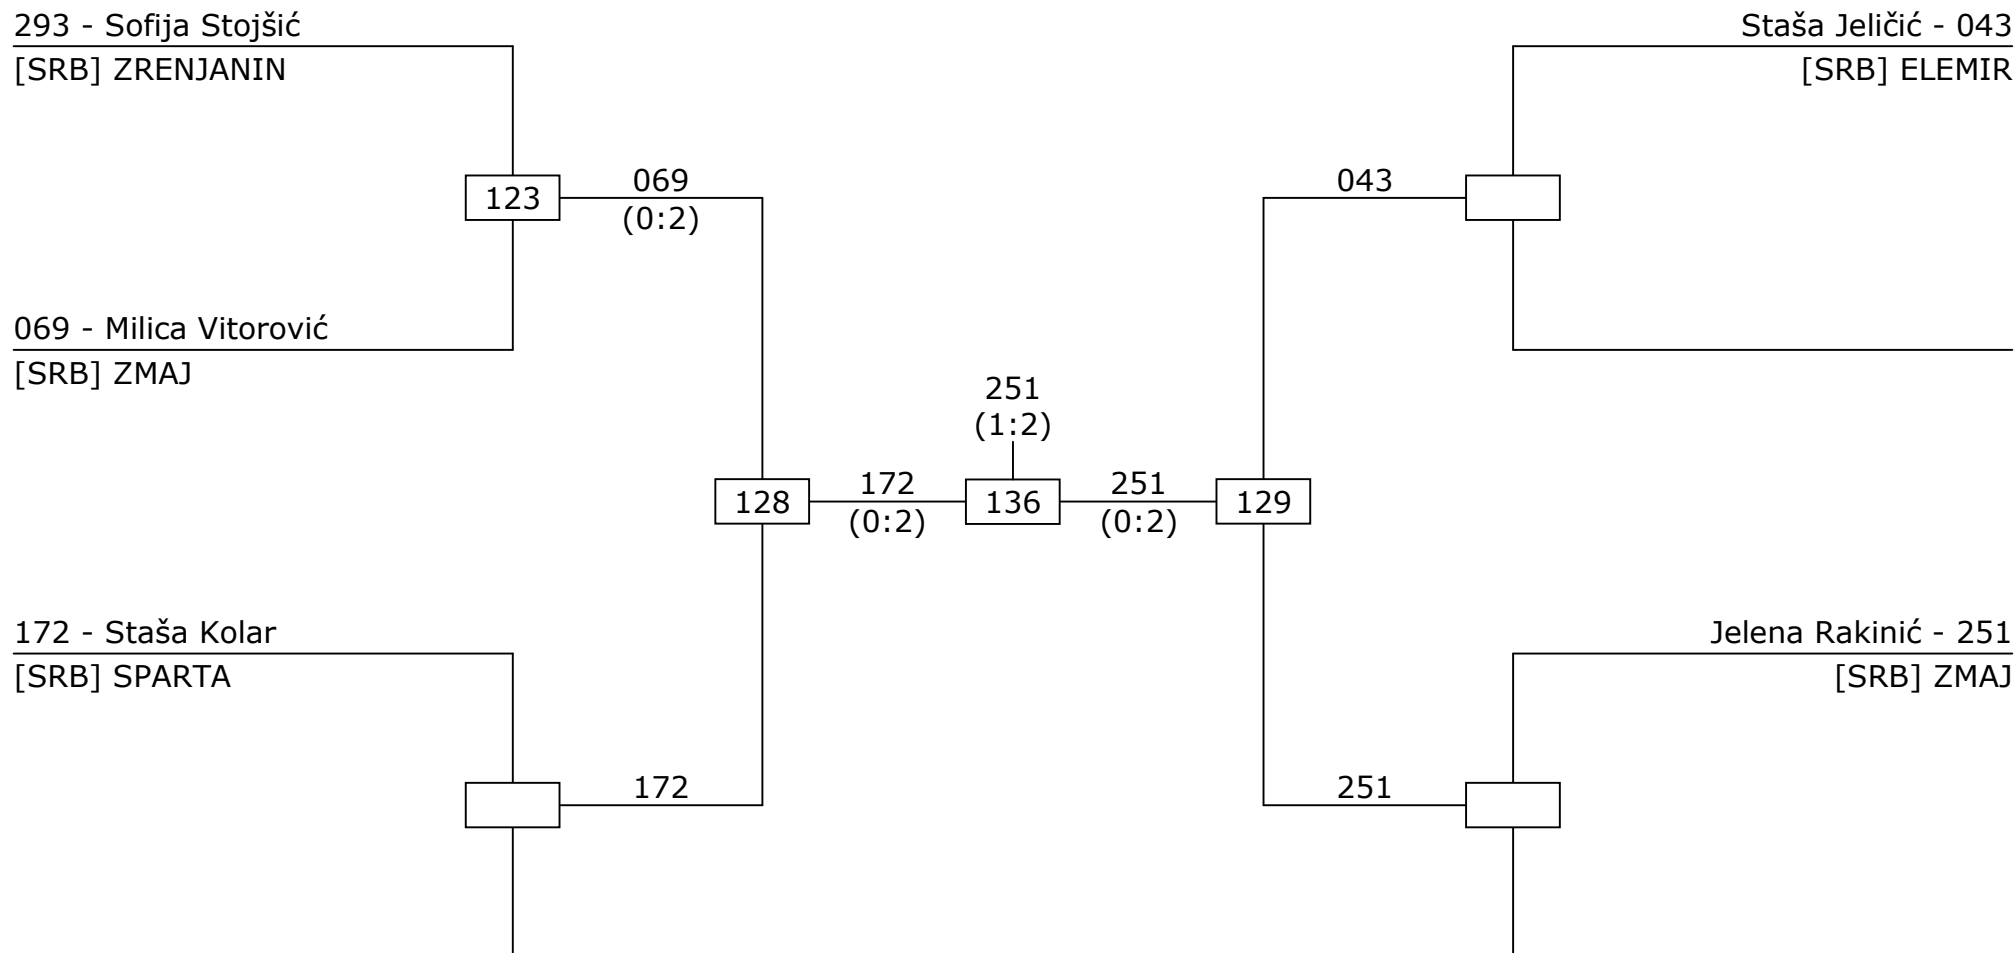 293 - Sofija Stojšić
[SRB] ZRENJANIN
Staša Jeličić - 043
[SRB] ELEMIR
123
069
(0:2)
043
069 - Milica Vitorović
[SRB] ZMAJ
251
(1:2)
128
172
(0:2)
136
251
(0:2)
129
172 - Staša Kolar
[SRB] SPARTA
Jelena Rakinić - 251
[SRB] ZMAJ
172
251